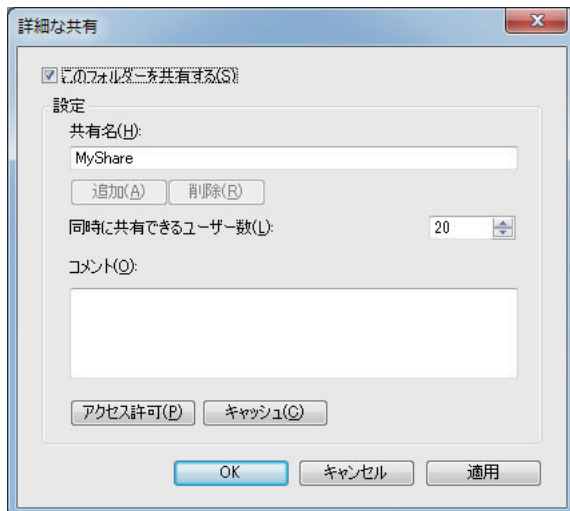 詳細な共有
このフォルダーを共有する(S)
設定
共有名(H):
MyShare
追加(A) 削除(R)
同時に共有できるユーザー数(L): 20
コメント(O):
アクセス許可(P) キャッシュ(C)
OK キャンセル 適用